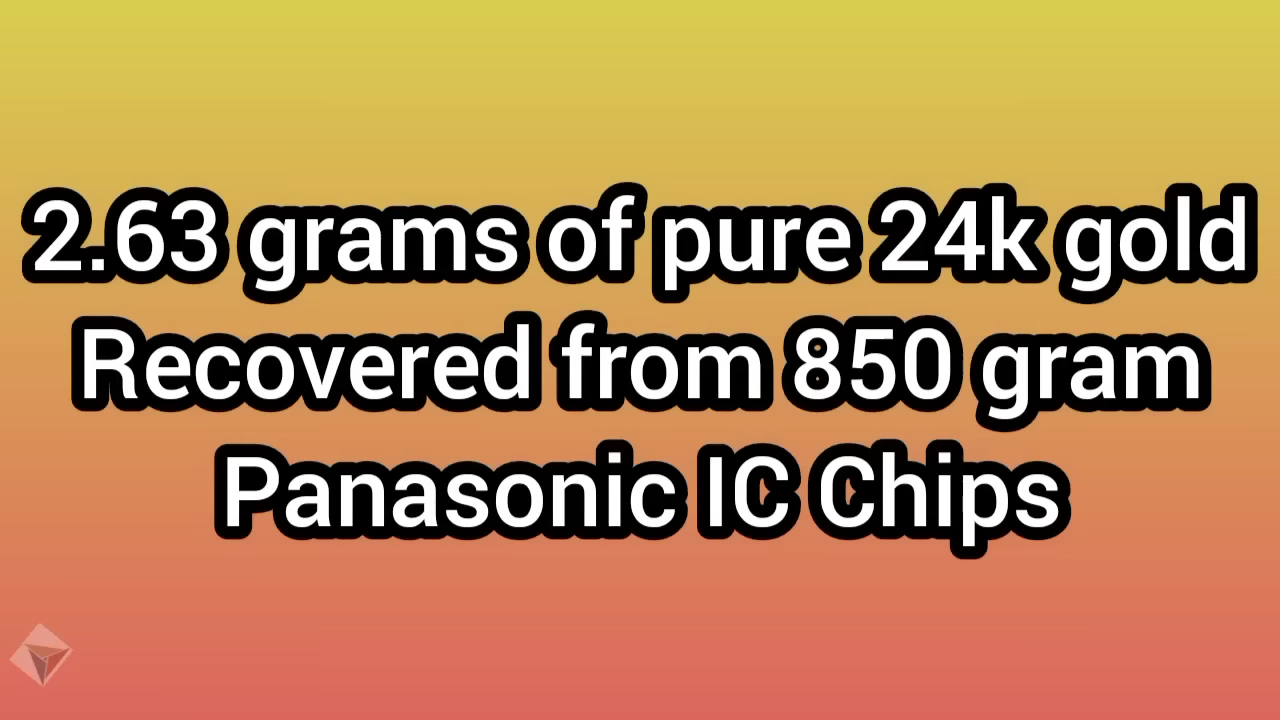 2.63 grams of pure 24k gold
Recovered from 850 gram
Panasonic IC Chips